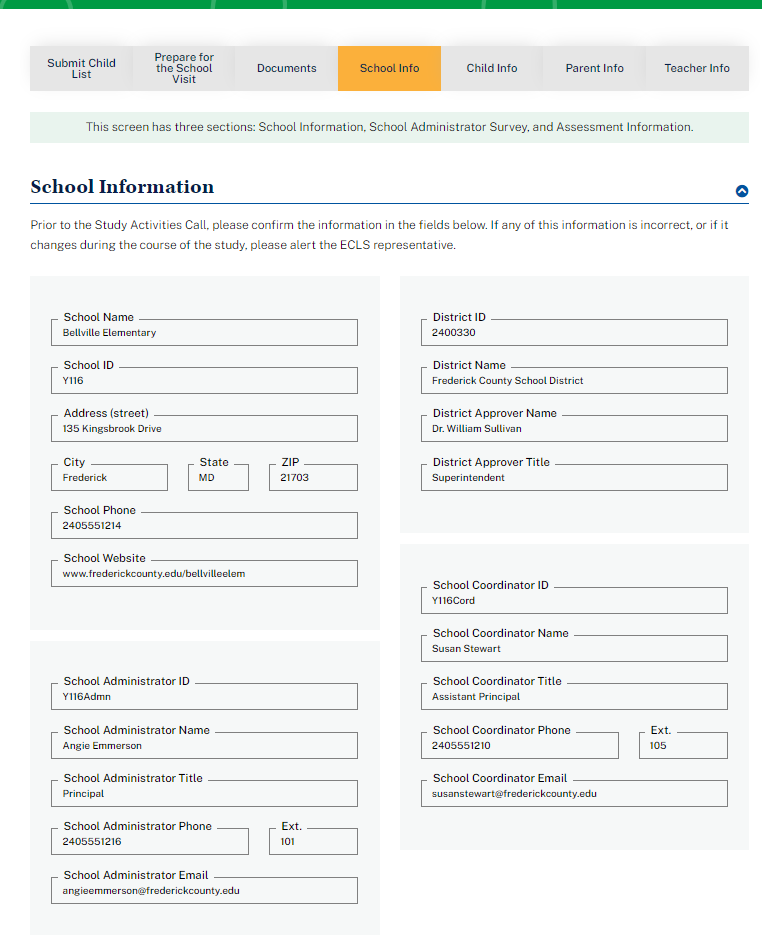 Submit Child
List
Prepare for
the School
Visit
Documents
School Info
Child Info
Parent Info
Teacher Info
This screen has three sections: School Information, School Administrator Survey, and Assessment Information.
School Information
Prior to the Study Activities Call, please confirm the information in the fields below. If any of this information is incorrect, or if it
changes during the course of the study, please alert the ECLS representative.
School Name
Bellville Elementary
School ID
Y116
Address (street)
135 Kingsbrook Drive
City
Frederick
State
MD
ZIP
21703
School Phone
2405551214
School Website
www.frederickcounty.edu/bellvilleelem
School Administrator ID
Y116Admn
School Administrator Name
Angie Emmerson
School Administrator Title
Principal
School Administrator Phone
2405551216
Ext.
101
School Administrator Email
angieemmerson@frederickcounty.edu
District ID
2400330
District Name
Frederick County School District
District Approver Name
Dr. William Sullivan
District Approver Title
Superintendent
School Coordinator ID
Y116Cord
School Coordinator Name
Susan Stewart
School Coordinator Title
Assistant Principal
School Coordinator Phone
2405551210
Ext.
105
School Coordinator Email
susanstewart@frederickcounty.edu